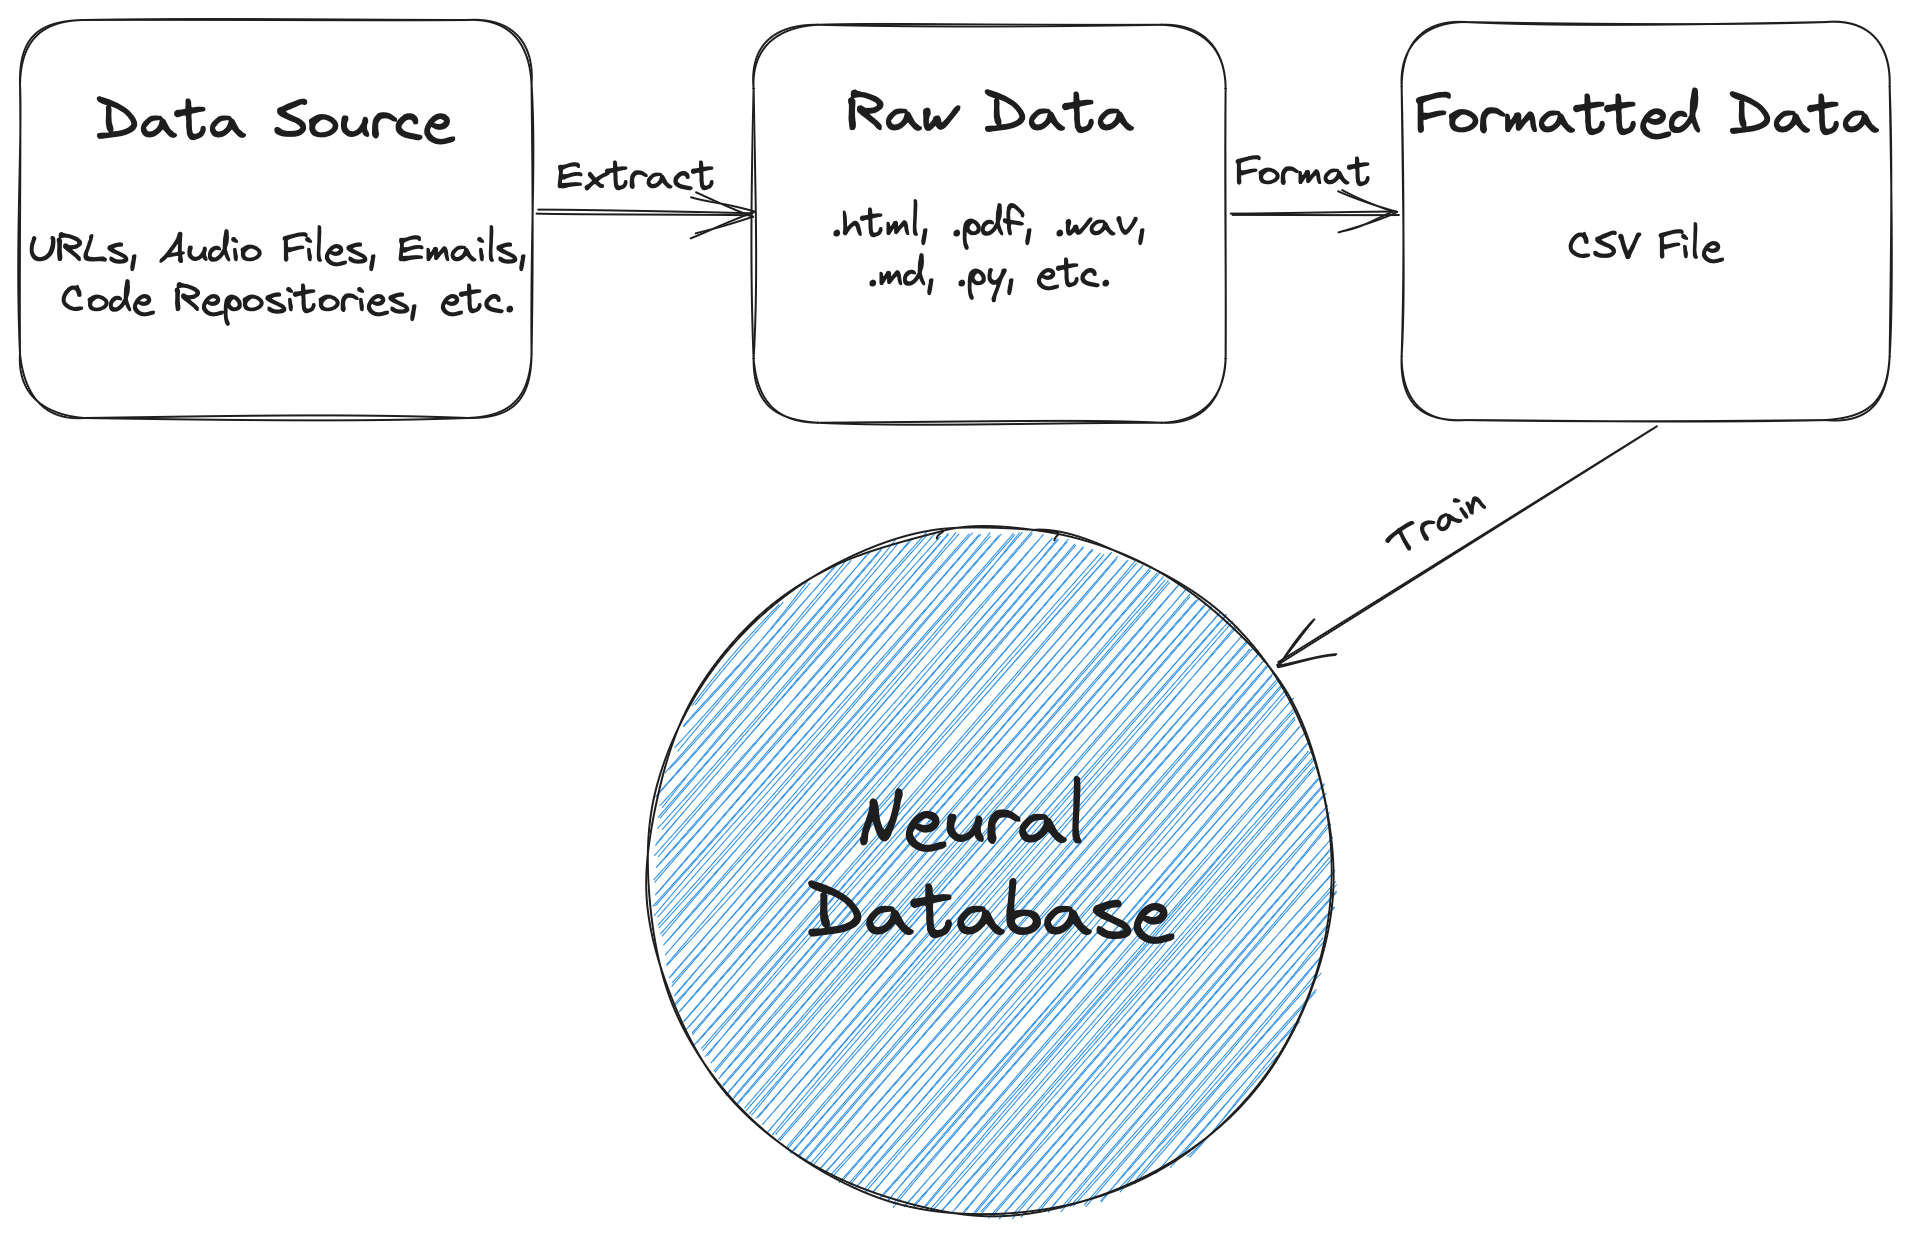 Data Source
URLs, Audio Files, Emails,
Code Repositories, etc.
Extract
Raw Data
.html, .pdf, .wav,
.md, .py, etc.
Format
Formatted Data
CSV File
Train
Neural
Database